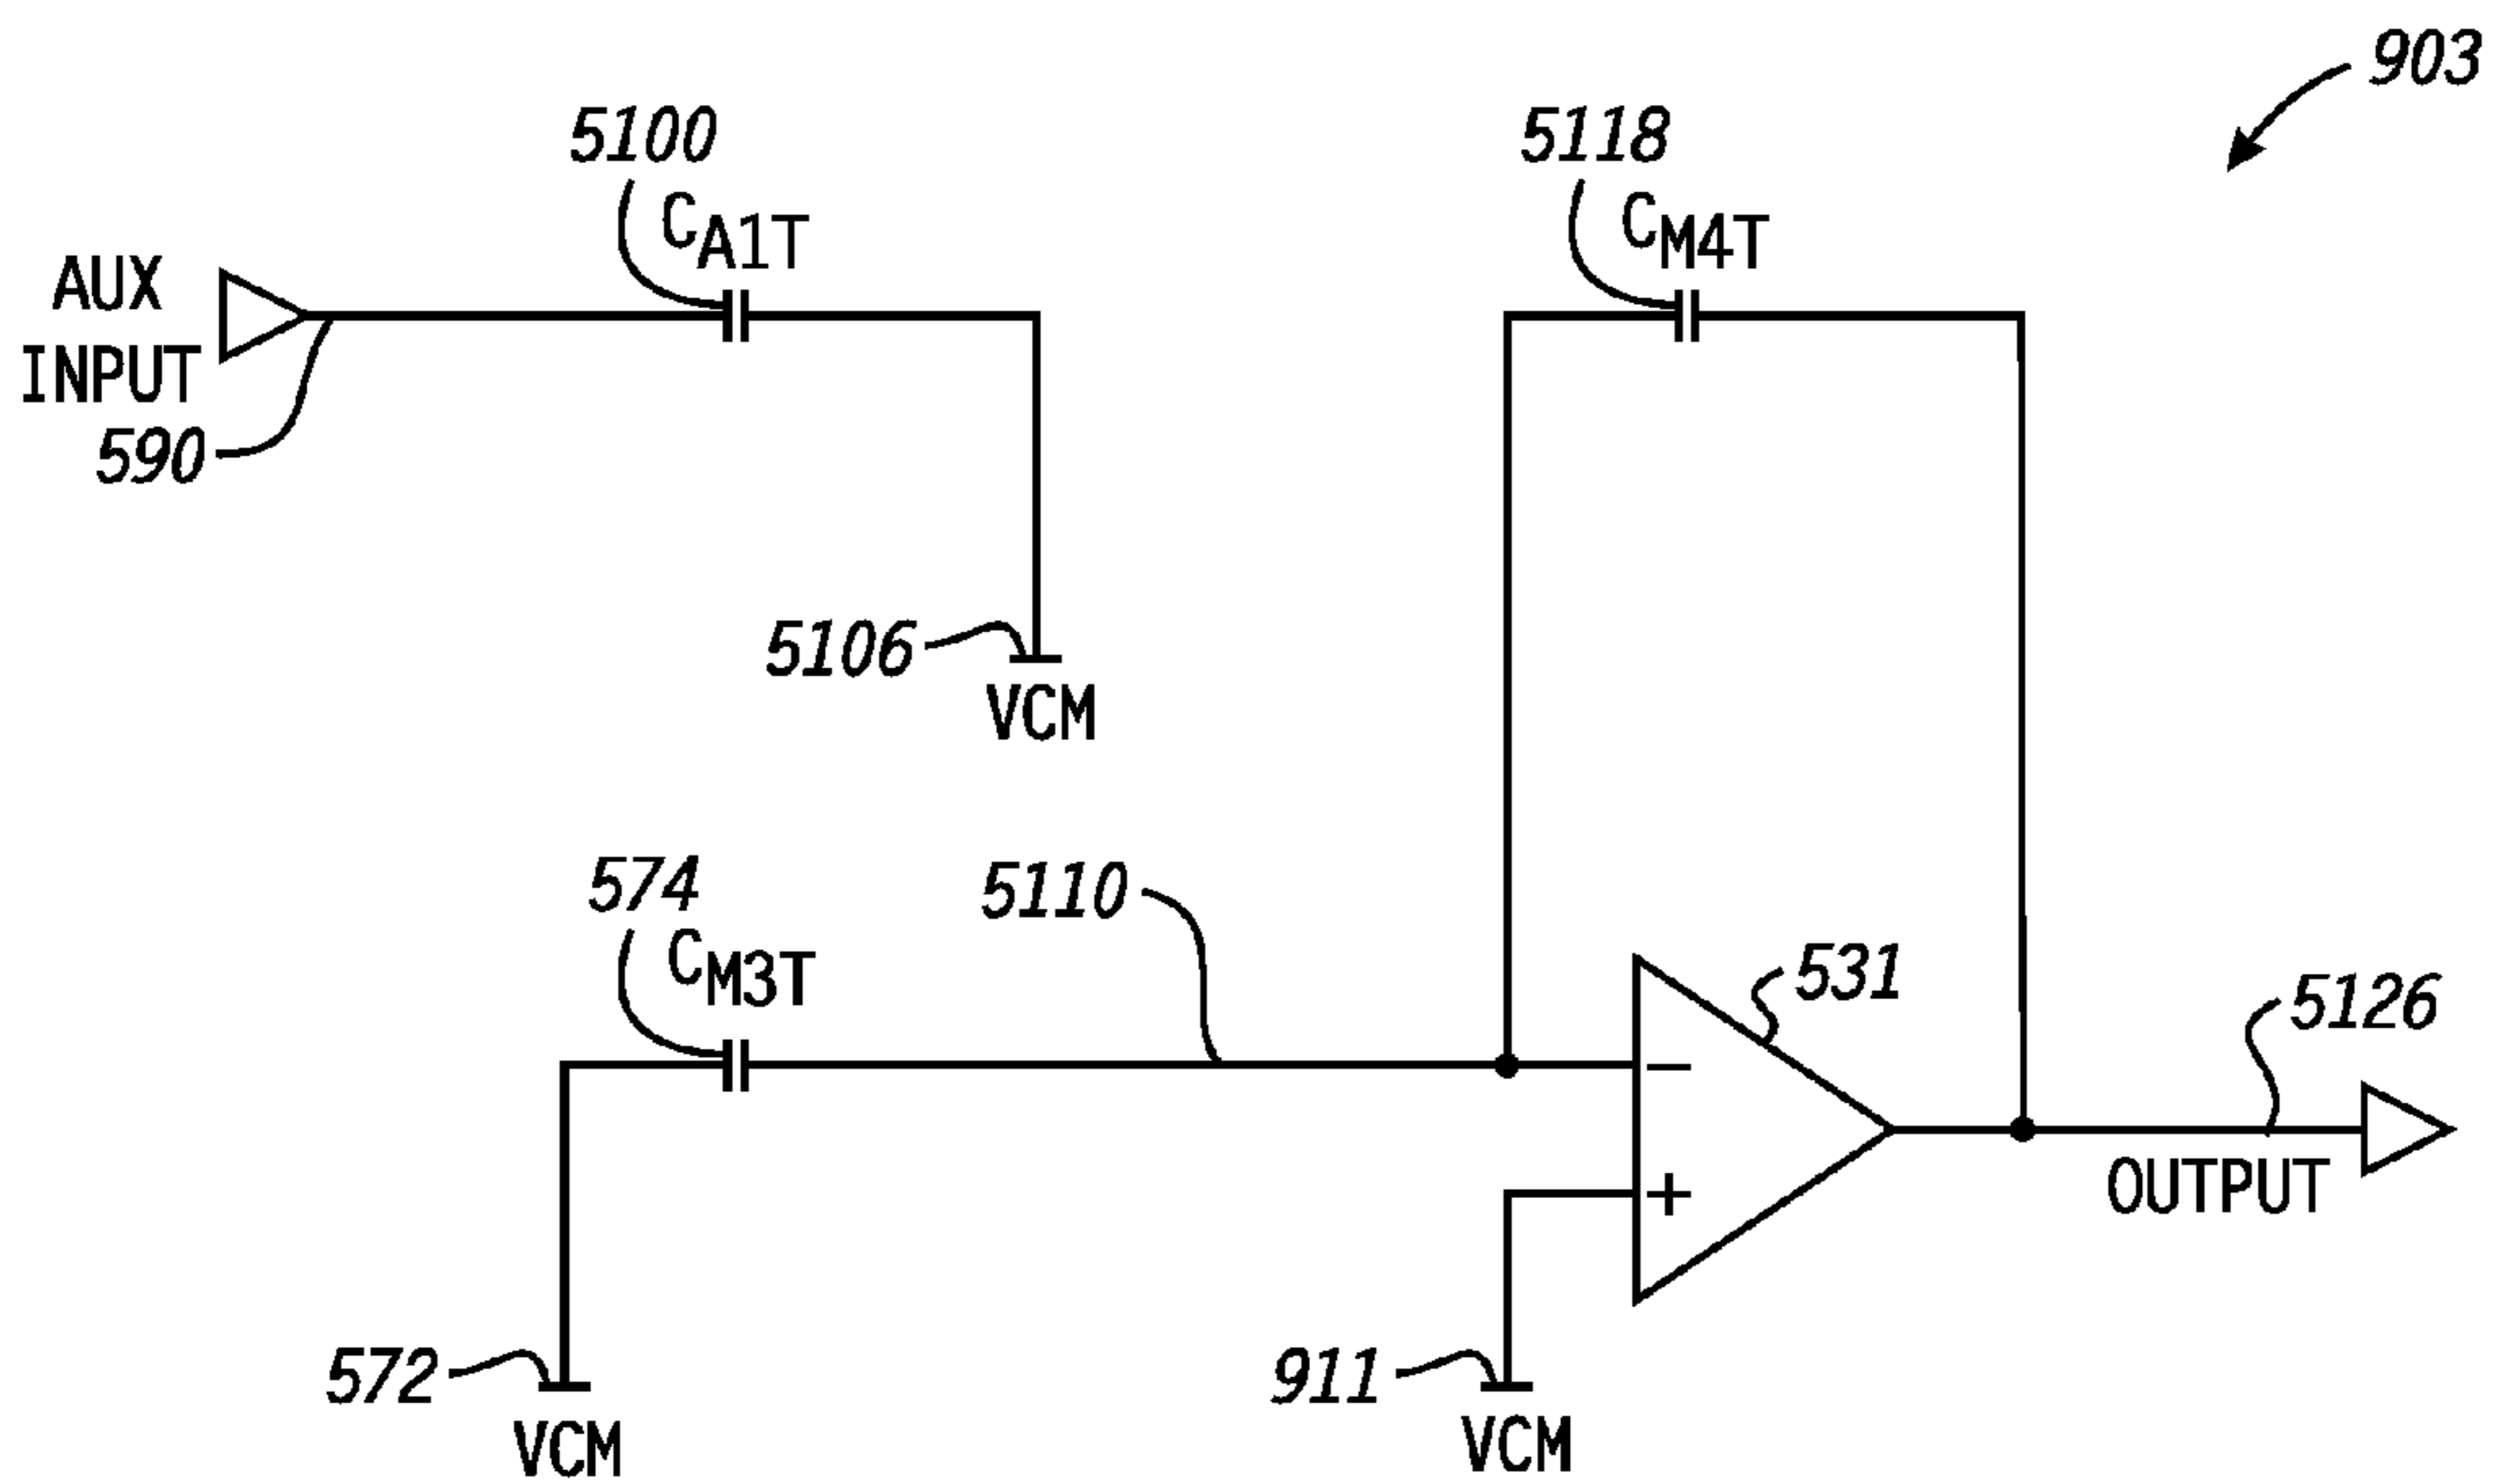 903
5100
5118
CA1T
CM4T
AUX
INPUT
590
5106
VCM
574
5110
CM3T
531
5126
−
+
OUTPUT
572
911
VCM
VCM